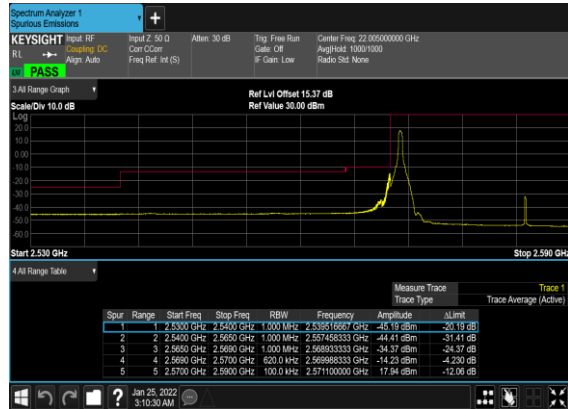 Spectrum Analyzer 1
Spurious Emissions
KEYSIGHT Input: RF Input Z: 50 Ω Atten: 30 dB Trig: Free Run Center Freq: 22.005000000 GHz
RL Coupling: DC Corr CCorr Gate: Off Avg|Hold: 1000/1000
Align: Auto Freq Ref: Int (S) IF Gain: Low Radio Std: None
PASS
3 All Range Graph
Ref Lvl Offset 15.37 dB
Scale/Div 10.0 dB Ref Value 30.00 dBm
Log
20.0
10.0
0.00
-10.0
-20.0
-30.0
-40.0
-50.0
-60.0
Start 2.530 GHz Stop 2.590 GHz
4 All Range Table
Measure Trace Trace 1
Trace Type Trace Average (Active)
Spur Range Start Freq Stop Freq RBW Frequency Amplitude ΔLimit
1 1 2.5300 GHz 2.5400 GHz 1.000 MHz 2.539516667 GHz -45.19 dBm -20.19 dB
2 2 2.5400 GHz 2.5650 GHz 1.000 MHz 2.557458333 GHz -44.41 dBm -31.41 dB
3 3 2.5650 GHz 2.5690 GHz 1.000 MHz 2.568933333 GHz -34.37 dBm -24.37 dB
4 4 2.5690 GHz 2.5700 GHz 620.0 kHz 2.569988333 GHz -14.23 dBm -4.230 dB
5 5 2.5700 GHz 2.5900 GHz 100.0 kHz 2.571100000 GHz 17.94 dBm -12.06 dB
Jan 25, 2022
3:10:30 AM